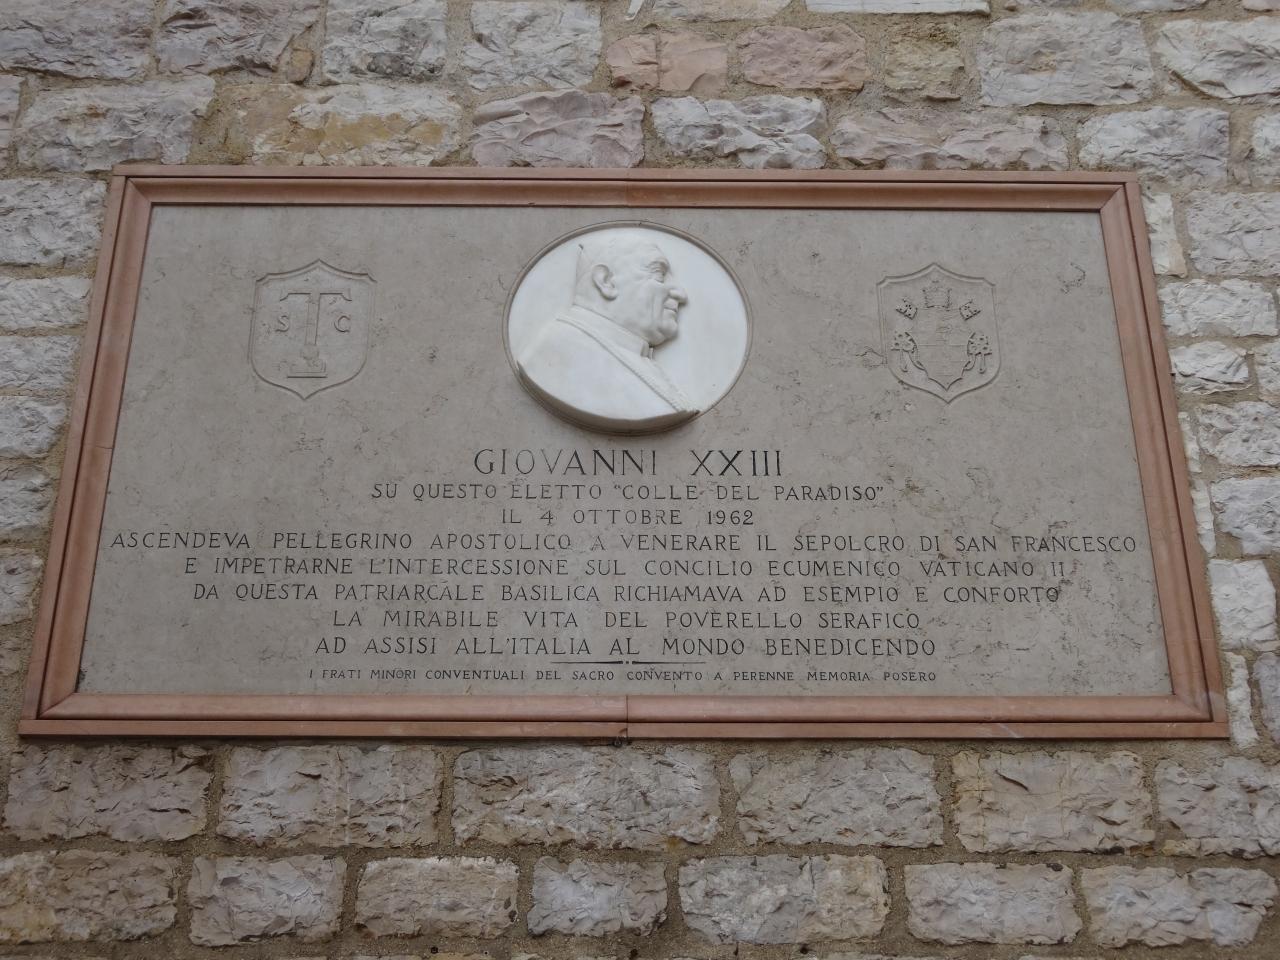 S C
GIOVANNI XXIII
SU QUESTO ELETTO "COLLE DEL PARADISO"
IL 4 OTTOBRE 1962
ASCENDEVA PELLEGRINO APOSTOLICO A VENERARE IL SEPOLCRO DI SAN FRANCESCO
E IMPETRARNE L'INTERCESSIONE SUL CONCILIO ECUMENICO VATICANO II
DA QUESTA PATRIARCALE BASILICA RICHIAMAVA AD ESEMPIO E CONFORTO
LA MIRABILE VITA DEL POVERELLO SERAFICO
AD ASSISI ALL'ITALIA AL MONDO BENEDICENDO
I FRATI MINORI CONVENTUALI DEL SACRO CONVENTO A PERENNE MEMORIA POSERO